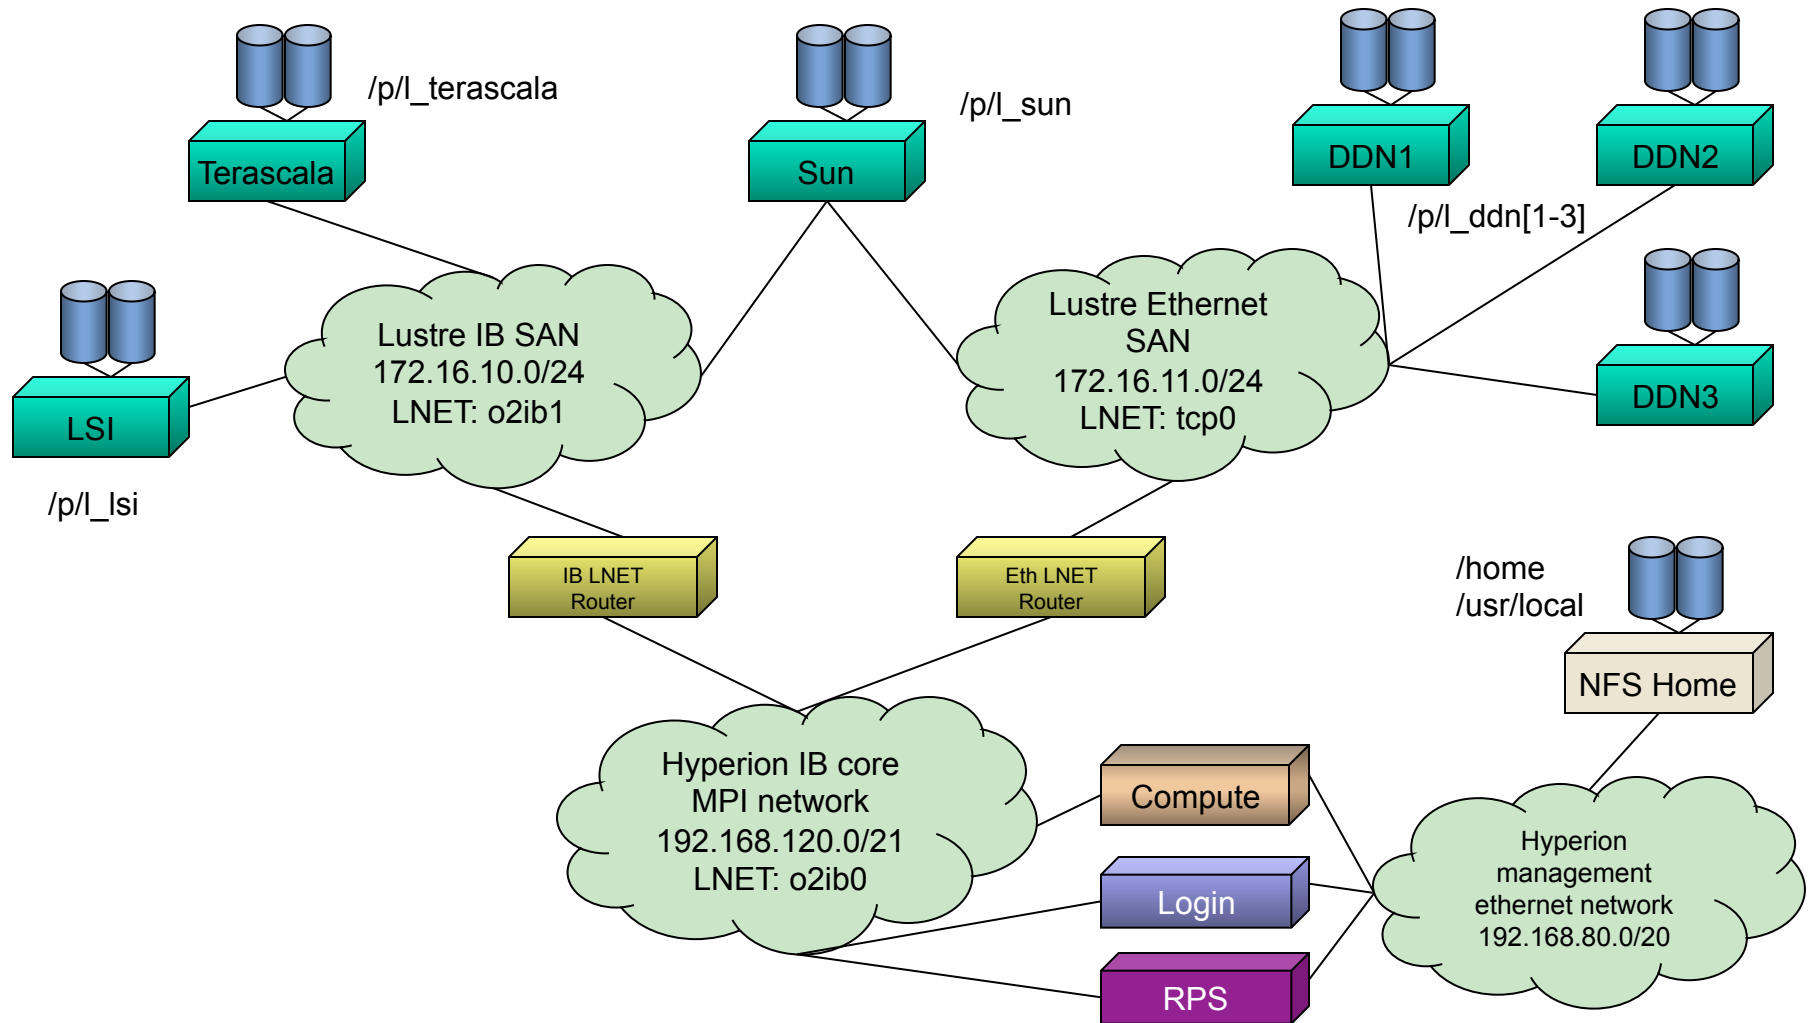 /p/l_terascala
/p/l_sun
Terascala
Sun
DDN1
DDN2
/p/l_ddn[1-3]
Lustre IB SAN
172.16.10.0/24
LNET: o2ib1
Lustre Ethernet
SAN
172.16.11.0/24
LNET: tcp0
LSI
DDN3
/p/l_lsi
IB LNET
Router
Eth LNET
Router
/home
/usr/local
NFS Home
Hyperion IB core
MPI network
192.168.120.0/21
LNET: o2ib0
Compute
Login
RPS
Hyperion
management
ethernet network
192.168.80.0/20